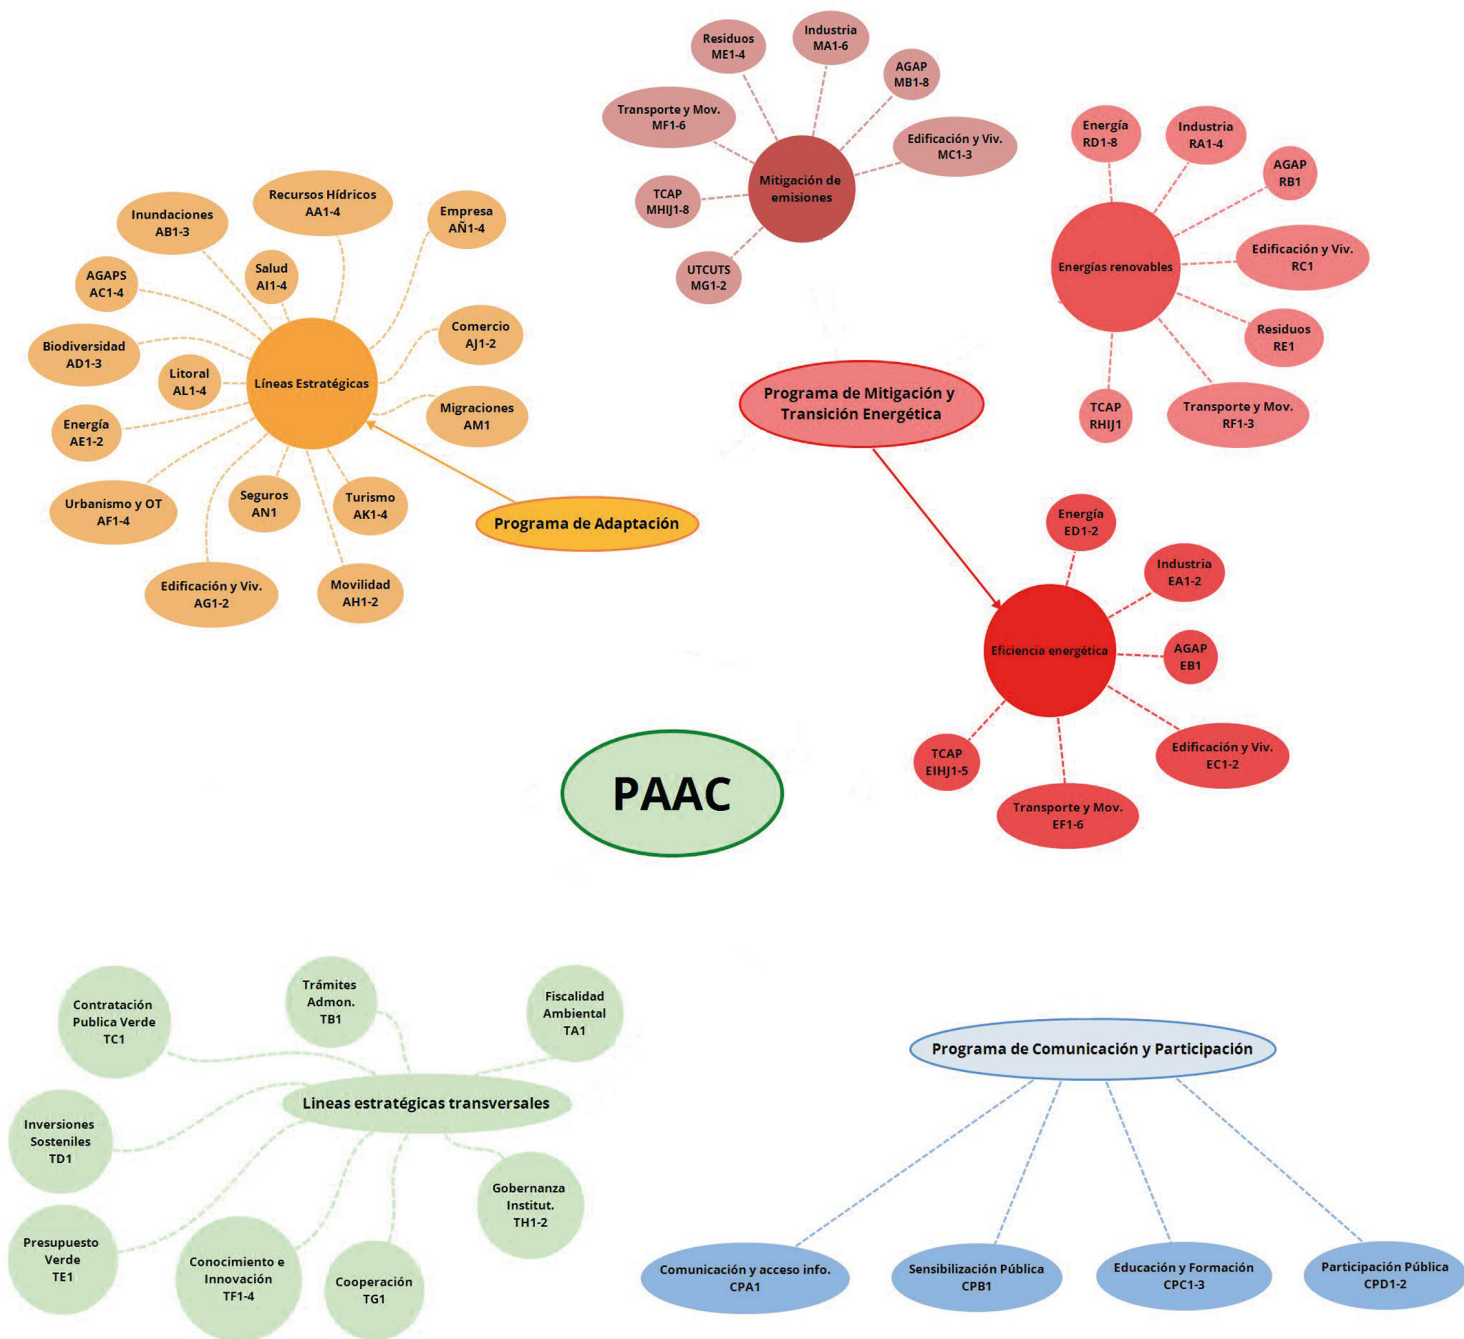 Residuos
ME1-4
Industria
MA1-6
AGAP
MB1-8
Transporte y Mov.
MF1-6
Edificación y Viv.
MC1-3
Mitigación de
emisiones
TCAP
MHIJ1-8
UTCUTS
MG1-2
Energía
RD1-8
Industria
RA1-4
AGAP
RB1
Energías renovables
Edificación y Viv.
RC1
Residuos
RE1
Transporte y Mov.
RF1-3
TCAP
RHIJ1
Recursos Hídricos
AA1-4
Empresa
AÑ1-4
Inundaciones
AB1-3
Salud
AI1-4
AGAPS
AC1-4
Comercio
AJ1-2
Biodiversidad
AD1-3
Litoral
AL1-4
Líneas Estratégicas
Migraciones
AM1
Energía
AE1-2
Urbanismo y OT
AF1-4
Seguros
AN1
Turismo
AK1-4
Edificación y Viv.
AG1-2
Movilidad
AH1-2
Programa de Adaptación
Programa de Mitigación y
Transición Energética
Energía
ED1-2
Industria
EA1-2
Eficiencia energética
AGAP
EB1
Edificación y Viv.
EC1-2
TCAP
EIHJ1-5
Transporte y Mov.
EF1-6
PAAC
Contratación
Publica Verde
TC1
Trámites
Admon.
TB1
Fiscalidad
Ambiental
TA1
Lineas estratégicas transversales
Inversiones
Sosteniles
TD1
Gobernanza
Institut.
TH1-2
Presupuesto
Verde
TE1
Conocimiento e
Innovación
TF1-4
Cooperación
TG1
Programa de Comunicación y Participación
Comunicación y acceso info.
CPA1
Sensibilización Pública
CPB1
Educación y Formación
CPC1-3
Participación Pública
CPD1-2